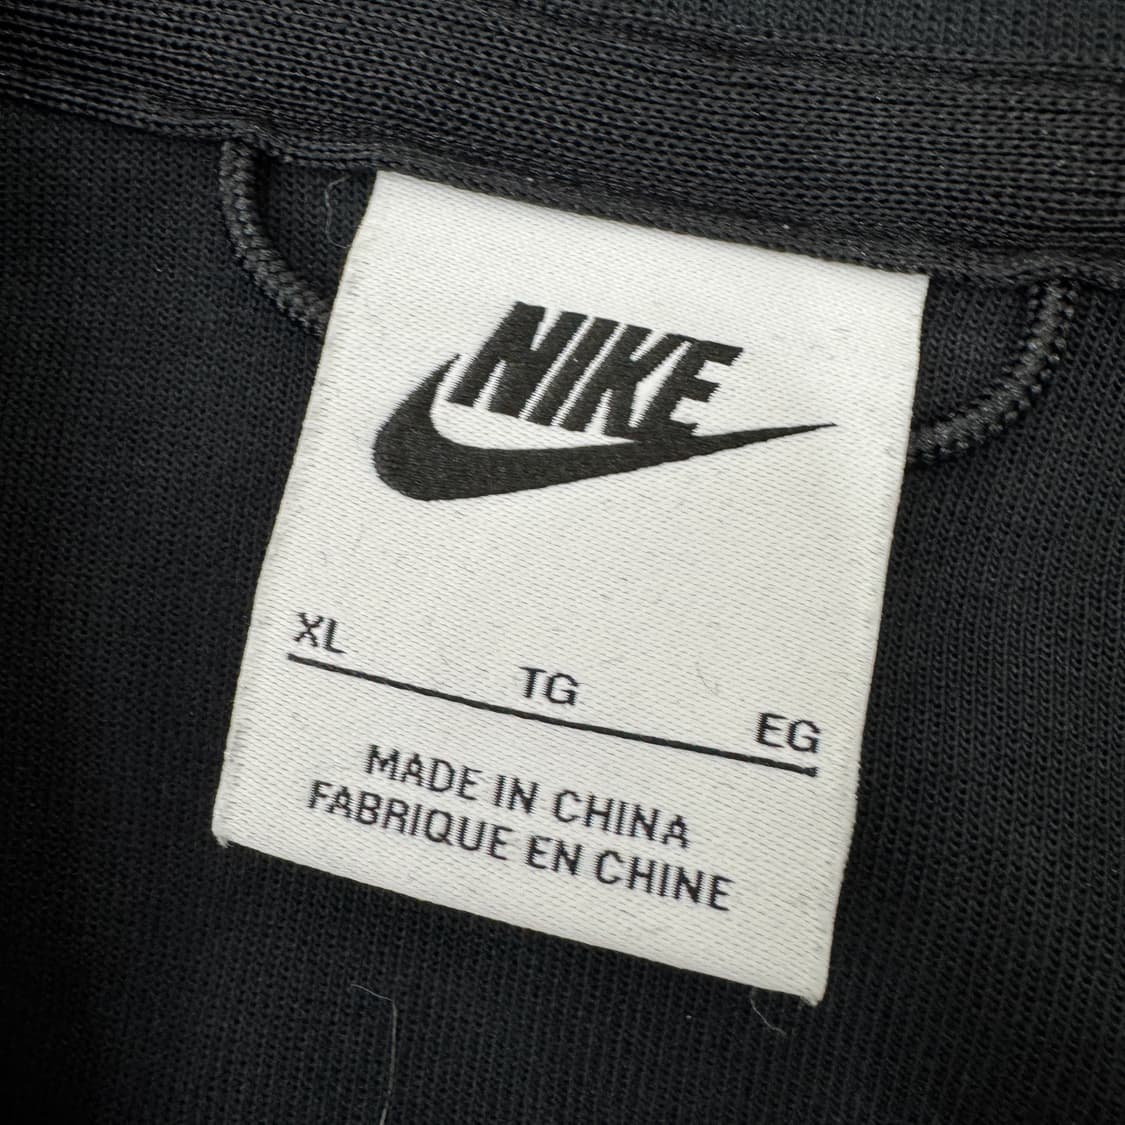 NIKE
XL TG EG
MADE IN CHINA
FABRIQUE EN CHINE